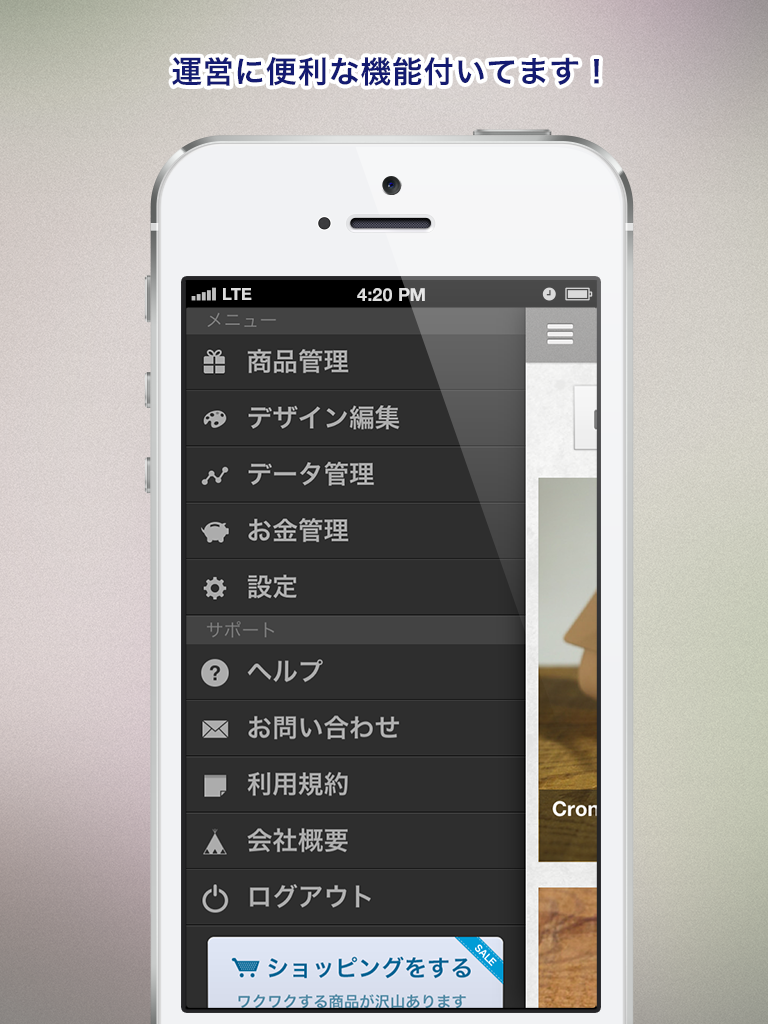 運営に便利な機能付いてます！
LTE 4:20 PM
メニュー
商品管理
デザイン編集
データ管理
お金管理
設定
サポート
ヘルプ
お問い合わせ
利用規約
会社概要
ログアウト
Cron
SALE
ショッピングをする
ワクワクする商品が沢山あります